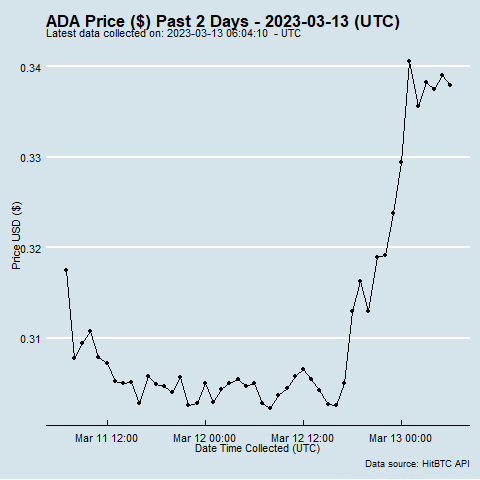 ADA Price ($) Past 2 Days - 2023-03-13 (UTC)
Latest data collected on: 2023-03-13 06:04:10  - UTC
Price USD ($)
0.34
0.33
0.32
0.31
Mar 11 12:00
Mar 12 00:00
Mar 12 12:00
Mar 13 00:00
Date Time Collected (UTC)
Data source: HitBTC API